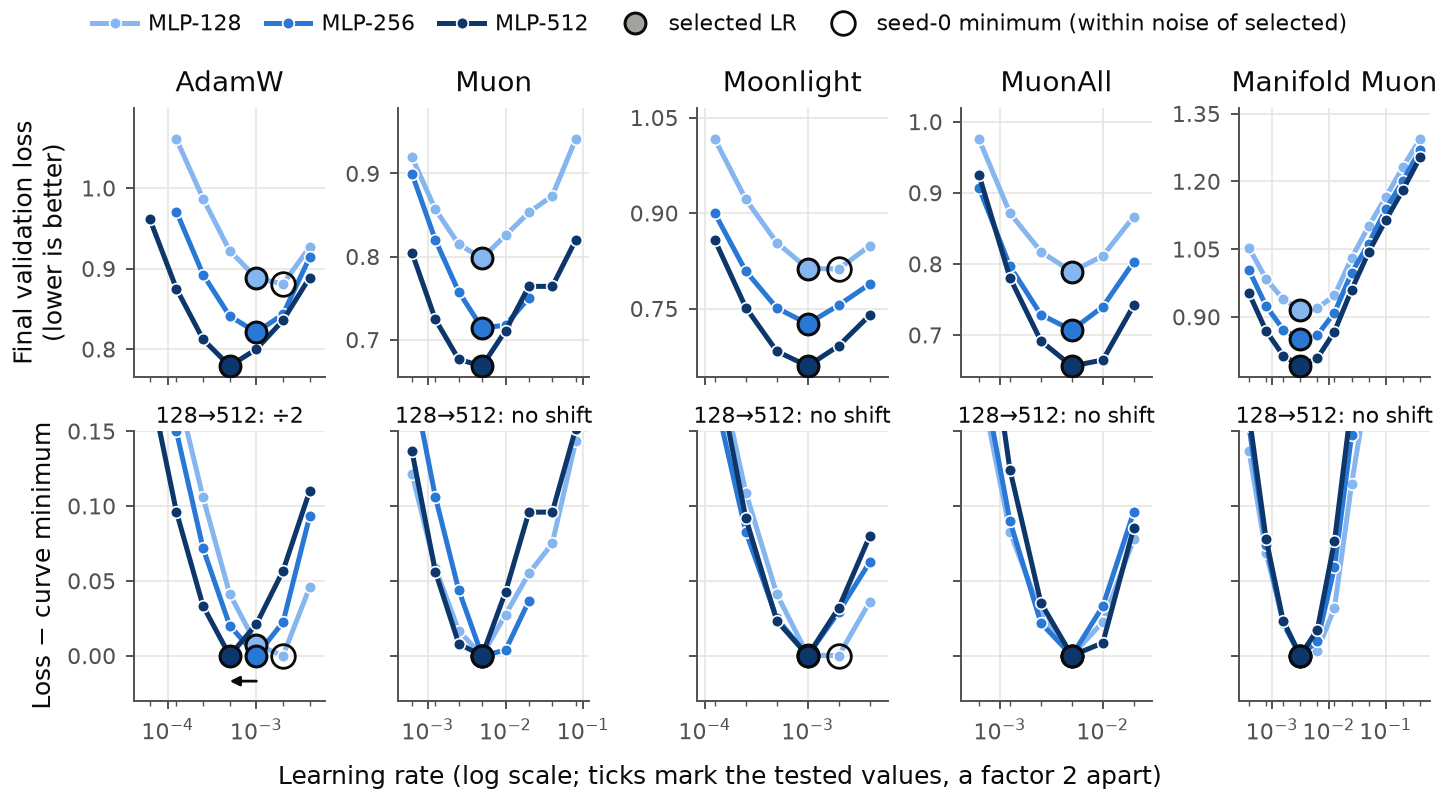 MLP-128 MLP-256 MLP-512 selected LR seed-0 minimum (within noise of selected)
AdamW Muon Moonlight MuonAll Manifold Muon
Final validation loss
(lower is better)
1.0 0.9 0.8
0.9 0.8 0.7
1.05 0.90 0.75
1.0 0.9 0.8 0.7
1.35 1.20 1.05 0.90
128→512: ÷2 128→512: no shift 128→512: no shift 128→512: no shift 128→512: no shift
Loss − curve minimum
0.15
0.10
0.05
0.00
10⁻⁴ 10⁻³ 10⁻³ 10⁻² 10⁻¹ 10⁻⁴ 10⁻³ 10⁻³ 10⁻² 10⁻³ 10⁻² 10⁻¹
Learning rate (log scale; ticks mark the tested values, a factor 2 apart)